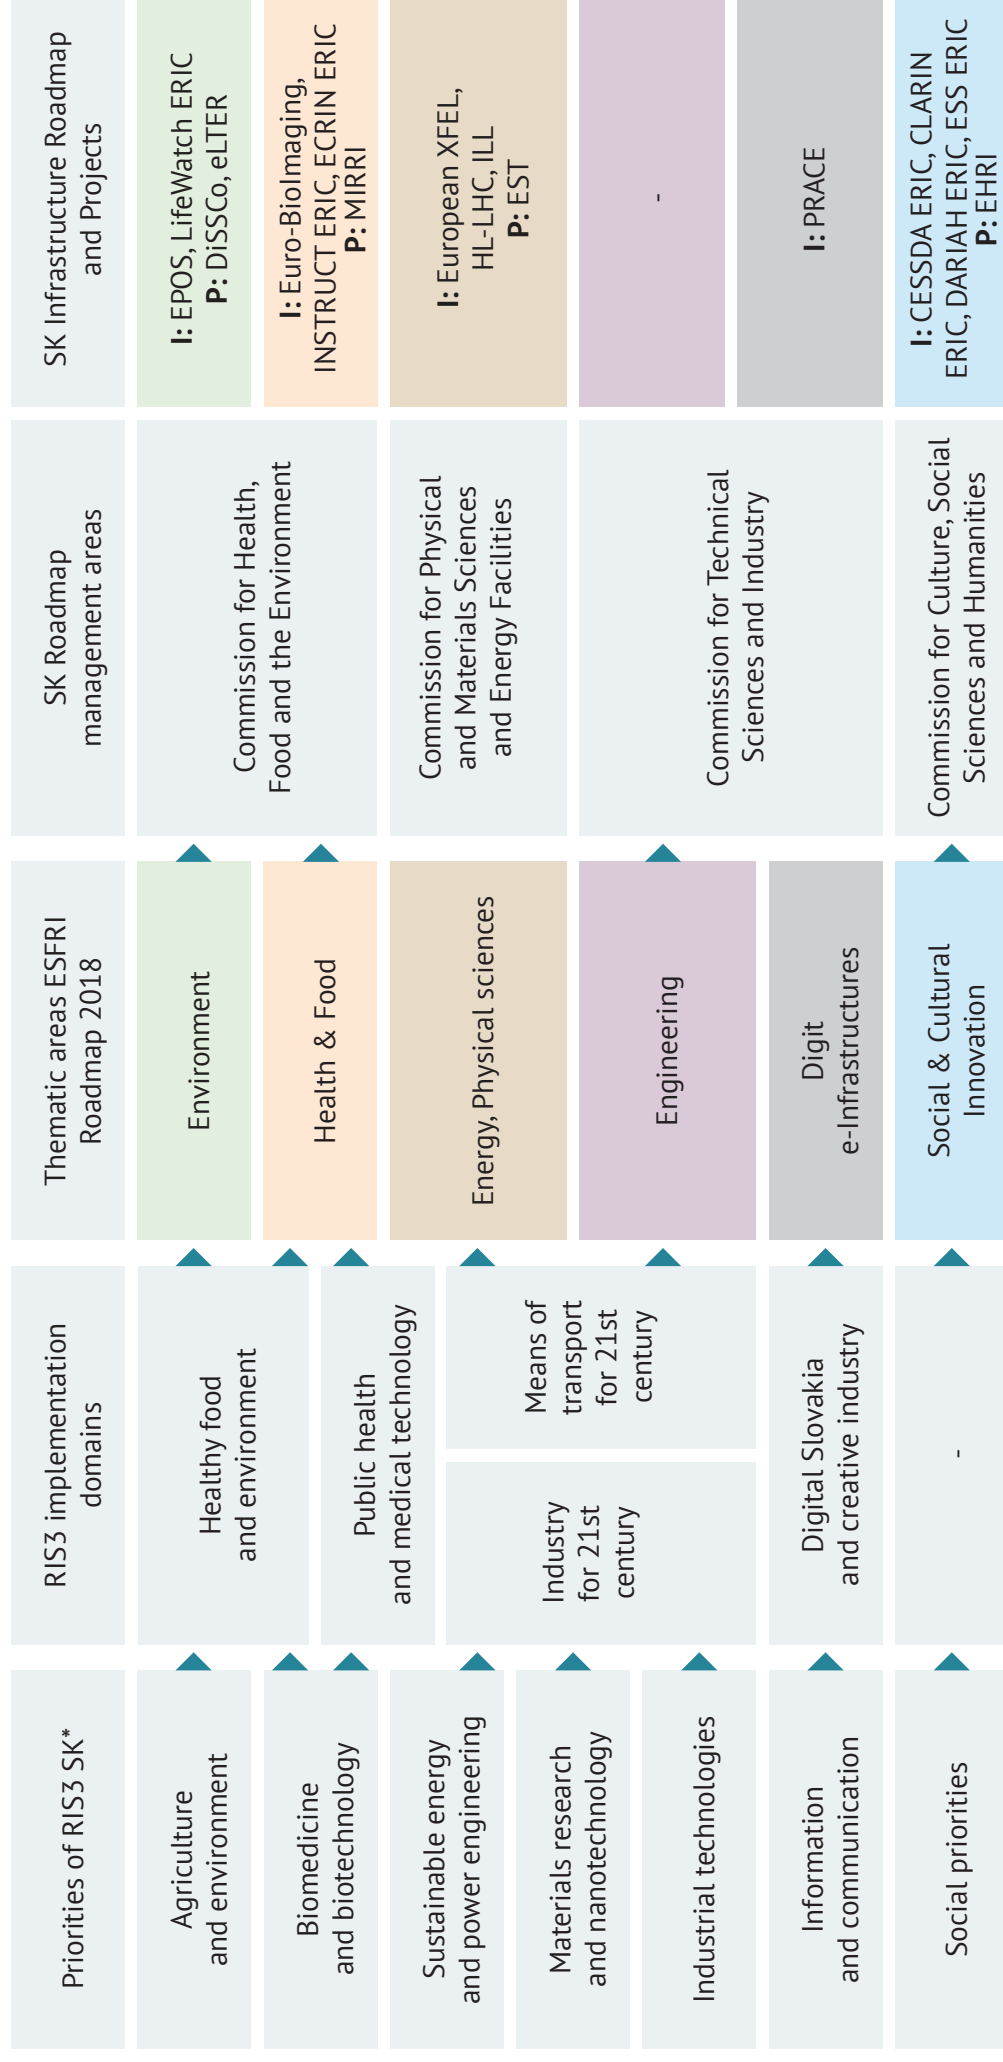 Priorities of RIS3 SK*
RIS3 implementation
domains
Thematic areas ESFRI
Roadmap 2018
SK Roadmap
management areas
SK Infrastructure Roadmap
and Projects
Agriculture
and environment
Biomedicine
and biotechnology
Sustainable energy
and power engineering
Materials research
and nanotechnology
Industrial technologies
Information
and communication
Social priorities
Healthy food
and environment
Public health
and medical technology
Industry
for 21st
century
Means of
transport
for 21st
century
Digital Slovakia
and creative industry
-
Environment
Health & Food
Energy, Physical sciences
Engineering
Digit
e-Infrastructures
Social & Cultural
Innovation
Commission for Health,
Food and the Environment
Commission for Physical
and Materials Sciences
and Energy Facilities
Commission for Technical
Sciences and Industry
Commission for Culture, Social
Sciences and Humanities
I: EPOS, LifeWatch ERIC
P: DiSSCo, eLTER
I: Euro-BioImaging,
INSTRUCT ERIC, ECRIN ERIC
P: MIRRI
I: European XFEL,
HL-LHC, ILL
P: EST
-
I: PRACE
I: CESSDA ERIC, CLARIN
ERIC, DARIAH ERIC, ESS ERIC
P: EHRI